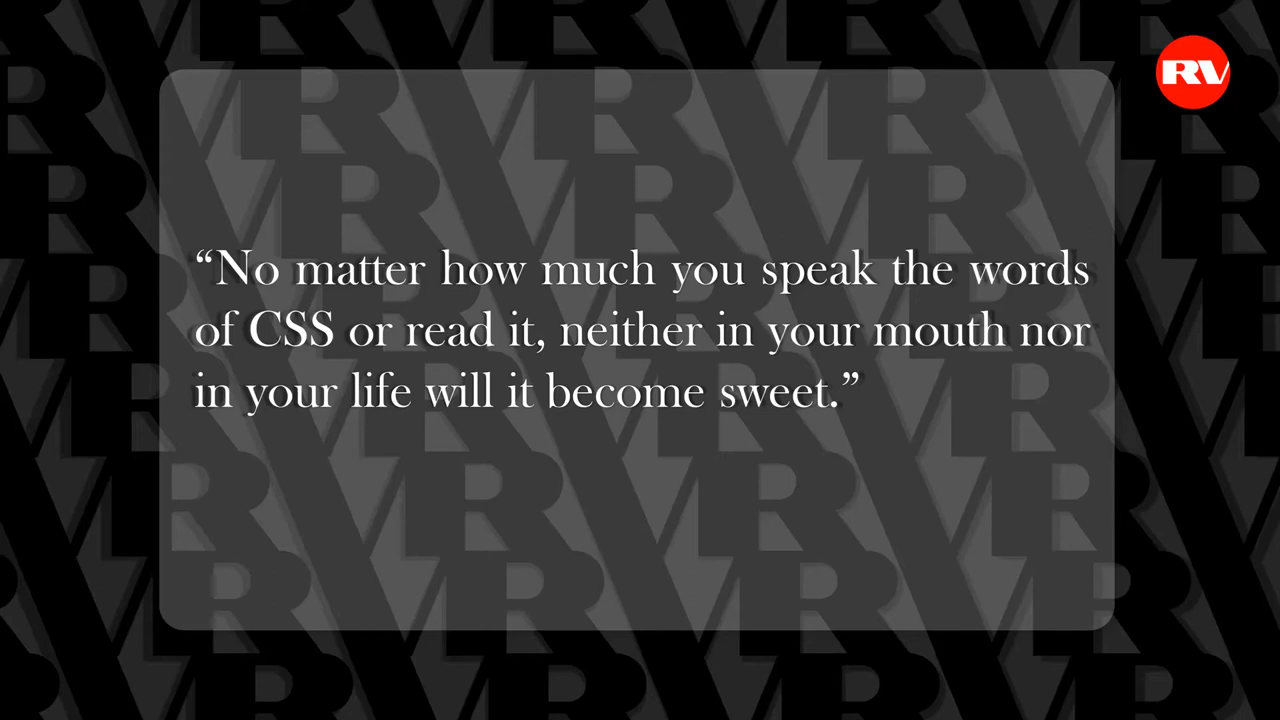 RV
“No matter how much you speak the words
of CSS or read it, neither in your mouth nor
in your life will it become sweet.”